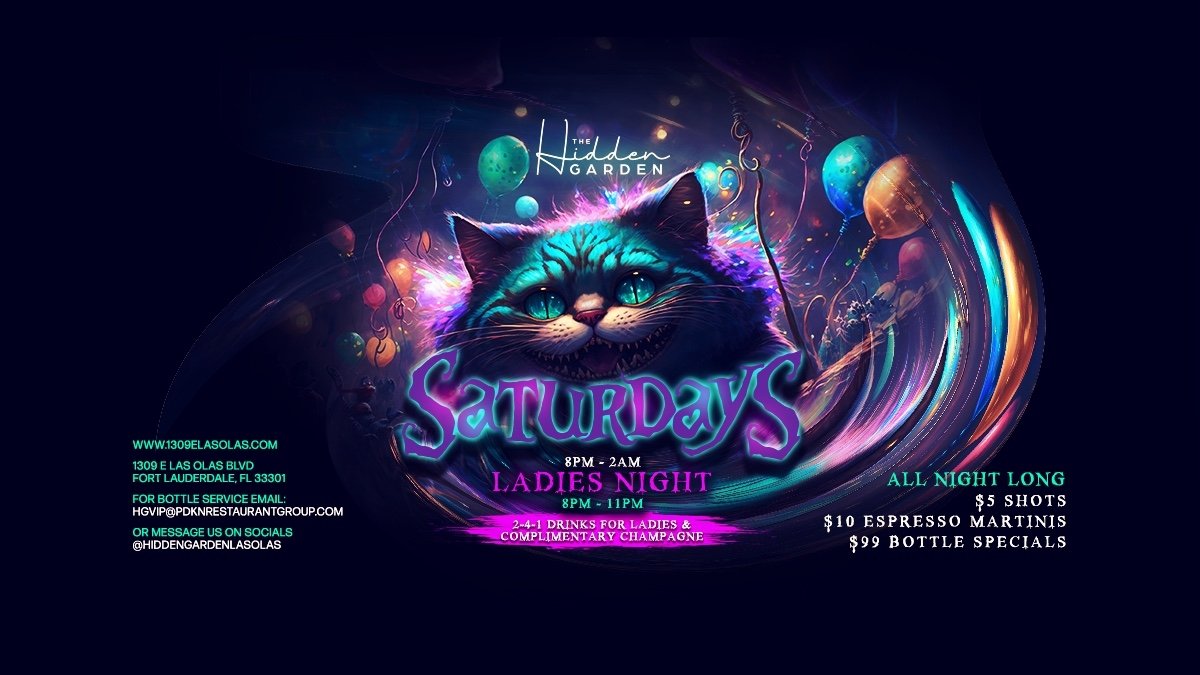 THE
Hidden
GARDEN
SATURDAYS
8PM - 2AM
LADIES NIGHT
8PM - 11PM
2-4-1 DRINKS FOR LADIES &
COMPLIMENTARY CHAMPAGNE
WWW.1309ELASOLAS.COM
1309 E LAS OLAS BLVD
FORT LAUDERDALE, FL 33301
FOR BOTTLE SERVICE EMAIL:
HGVIP@PDKNRESTAURANTGROUP.COM
OR MESSAGE US ON SOCIALS
@HIDDENGARDENLASOLAS
ALL NIGHT LONG
$5 SHOTS
$10 ESPRESSO MARTINIS
$99 BOTTLE SPECIALS